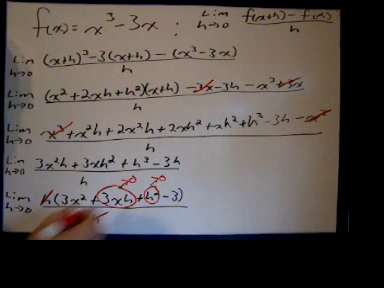 f(x) = x³ - 3x ; Lim h→0 f(x+h) - f(x) / h
Lim h→0 (x+h)³ - 3(x+h) - (x³ - 3x) / h
Lim h→0 (x² + 2xh + h²)(x+h) - 3x - 3h - x³ + 3x / h
Lim h→0 x³ + x²h + 2x²h + 2xh² + xh² + h³ - 3h - x³ / h
Lim h→0 3x²h + 3xh² + h³ - 3h / h
→0 →0
Lim h→0 h(3x² + 3xh + h² - 3)